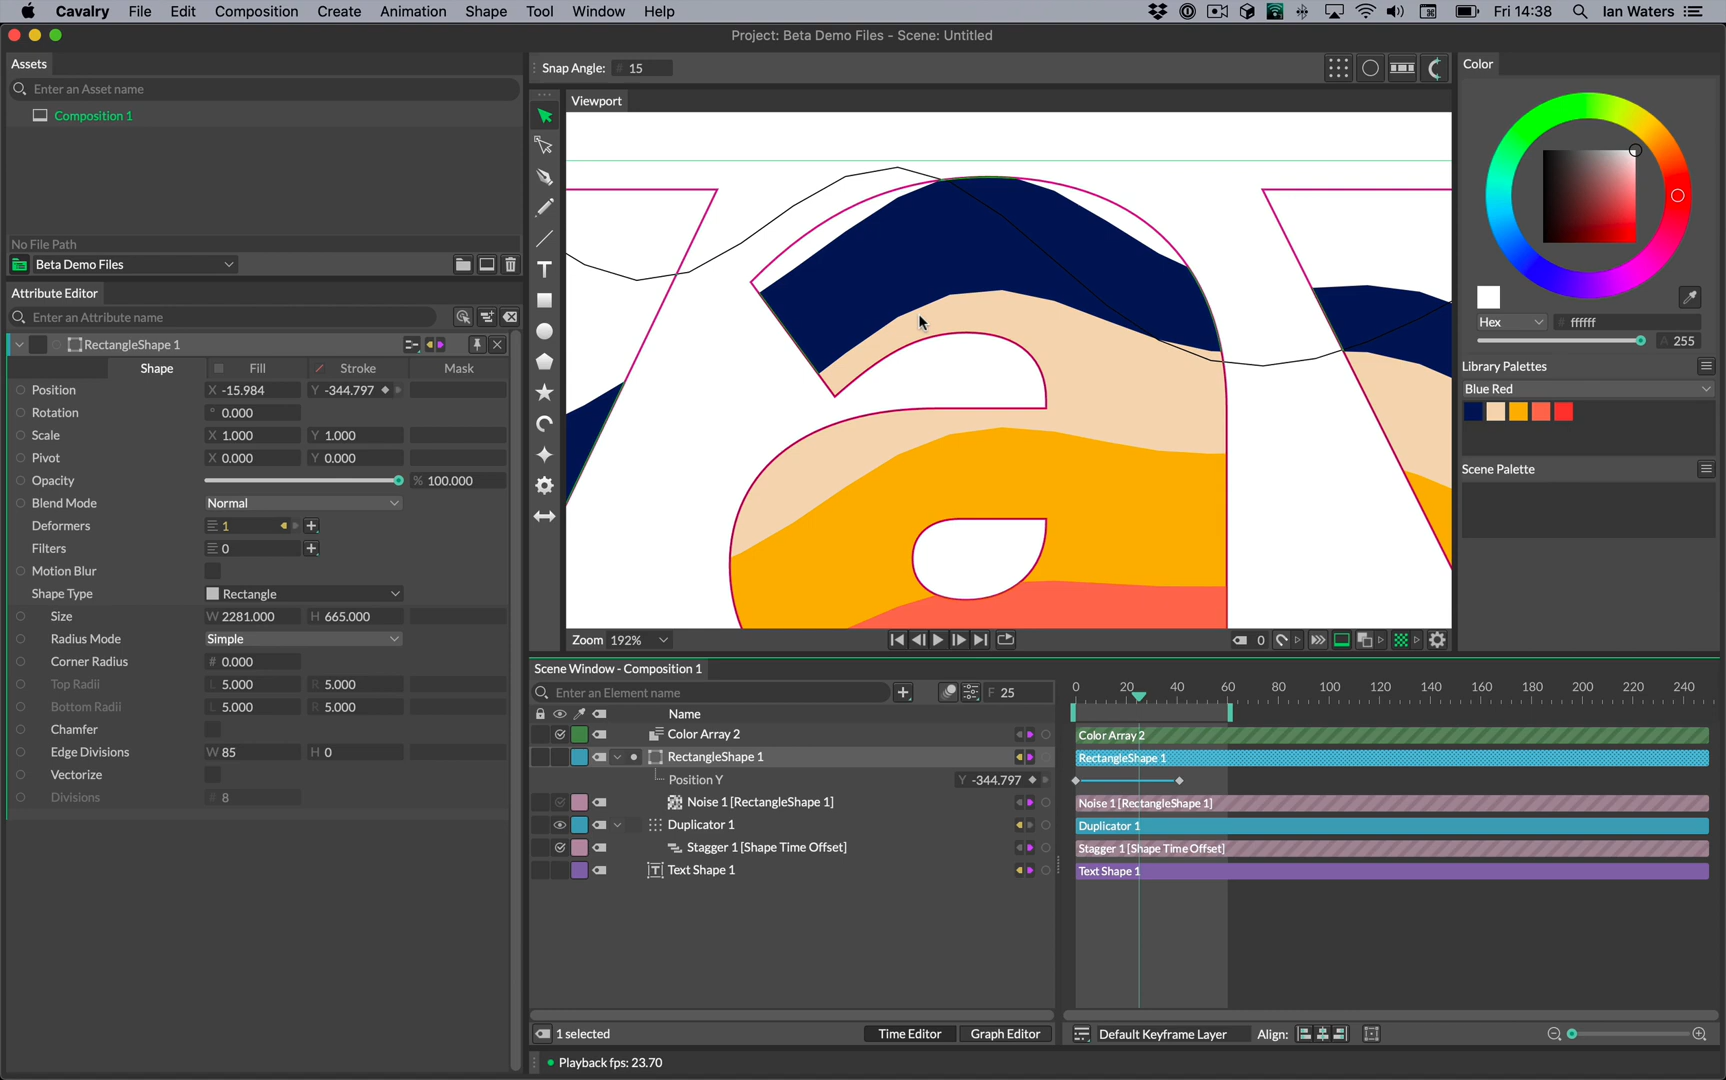 Cavalry File Edit Composition Create Animation Shape Tool Window Help Fri 14:38 Ian Waters
Project: Beta Demo Files - Scene: Untitled
Assets
Enter an Asset name
Composition 1
No File Path
Beta Demo Files
Attribute Editor
Enter an Attribute name
RectangleShape 1
Shape Fill Stroke Mask
Position X -15.984 Y -344.797
Rotation ° 0.000
Scale X 1.000 Y 1.000
Pivot X 0.000 Y 0.000
Opacity % 100.000
Blend Mode Normal
Deformers 1
Filters 0
Motion Blur
Shape Type Rectangle
Size W 2281.000 H 665.000
Radius Mode Simple
Corner Radius # 0.000
Top Radii L 5.000 R 5.000
Bottom Radii L 5.000 R 5.000
Chamfer
Edge Divisions W 85 H 0
Vectorize
Divisions # 8
Snap Angle: # 15
Viewport
a
Zoom 192% 0
Color
Hex # ffffff
A 255
Library Palettes
Blue Red
Scene Palette
Scene Window - Composition 1
Enter an Element name F 25
Name
Color Array 2
RectangleShape 1
Position Y Y -344.797
Noise 1 [RectangleShape 1]
Duplicator 1
Stagger 1 [Shape Time Offset]
Text Shape 1
0 20 40 60 80 100 120 140 160 180 200 220 240
Color Array 2
RectangleShape 1
Noise 1 [RectangleShape 1]
Duplicator 1
Stagger 1 [Shape Time Offset]
Text Shape 1
1 selected Time Editor Graph Editor Default Keyframe Layer Align:
Playback fps: 23.70